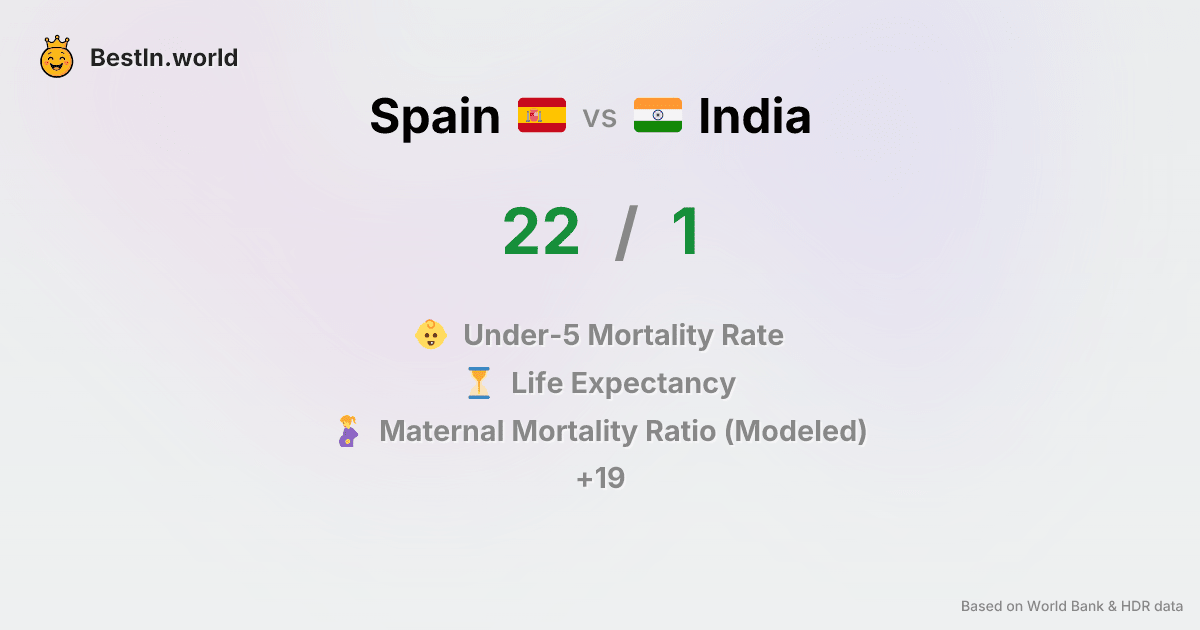 BestIn.world
Spain vs India
22 / 1
Under-5 Mortality Rate
Life Expectancy
Maternal Mortality Ratio (Modeled)
+19
Based on World Bank & HDR data